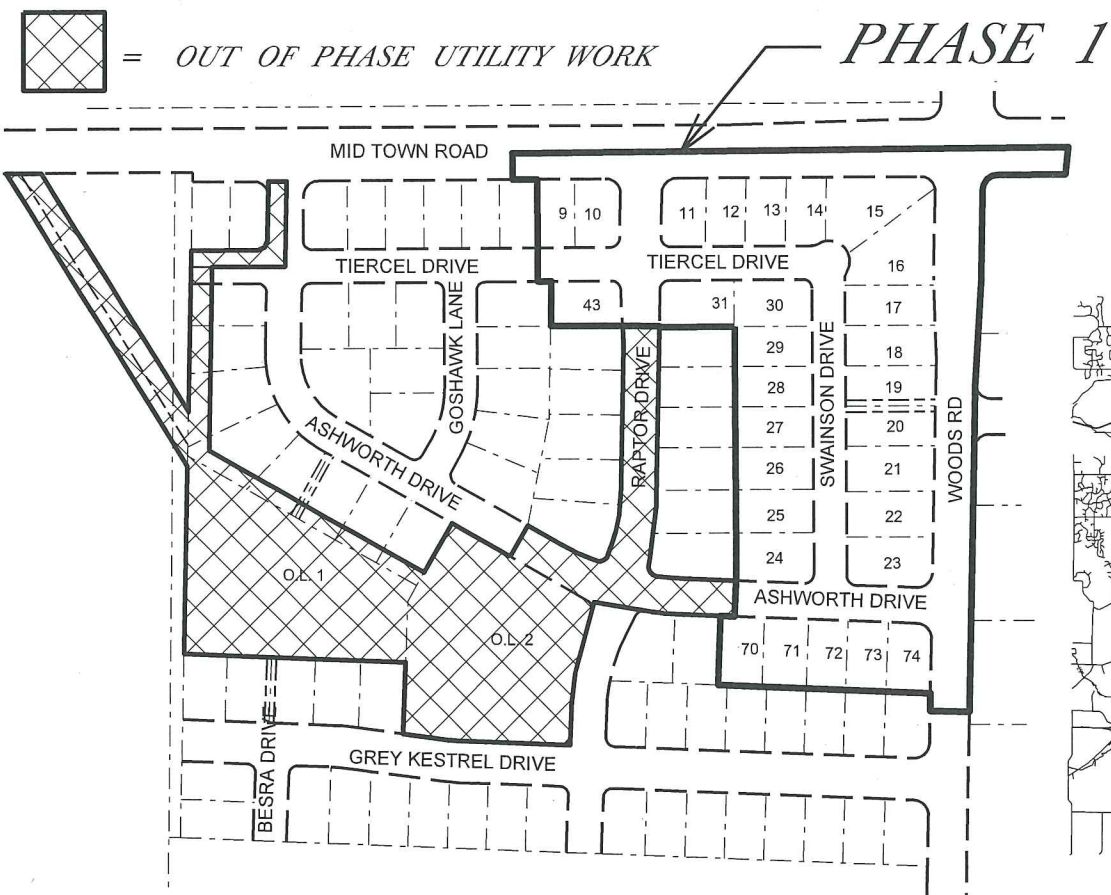 = OUT OF PHASE UTILITY WORK
PHASE 1
MID TOWN ROAD
9 10
11 12 13 14 15
TIERCEL DRIVE
TIERCEL DRIVE
16
43
31 30
17
GOSHAWK LANE
RAPTOR DRIVE
SWAINSON DRIVE
WOODS RD
29
18
28
19
27
20
26
21
25
22
24
23
ASHWORTH DRIVE
ASHWORTH DRIVE
O.L. 1
O.L. 2
70 71 72 73 74
BESRA DRIVE
GREY KESTREL DRIVE